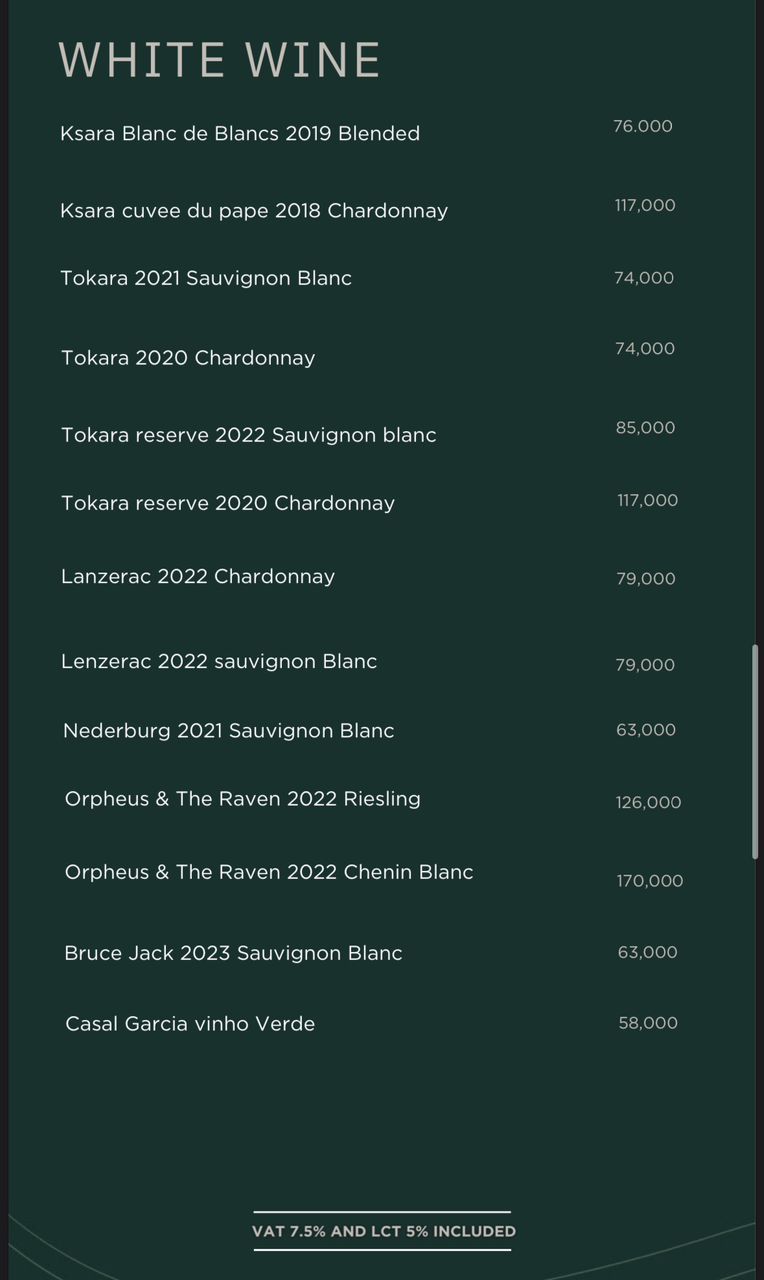 WHITE WINE
Ksara Blanc de Blancs 2019 Blended 76.000
Ksara cuvee du pape 2018 Chardonnay 117,000
Tokara 2021 Sauvignon Blanc 74,000
Tokara 2020 Chardonnay 74,000
Tokara reserve 2022 Sauvignon blanc 85,000
Tokara reserve 2020 Chardonnay 117,000
Lanzerac 2022 Chardonnay 79,000
Lenzerac 2022 sauvignon Blanc 79,000
Nederburg 2021 Sauvignon Blanc 63,000
Orpheus & The Raven 2022 Riesling 126,000
Orpheus & The Raven 2022 Chenin Blanc 170,000
Bruce Jack 2023 Sauvignon Blanc 63,000
Casal Garcia vinho Verde 58,000
VAT 7.5% AND LCT 5% INCLUDED